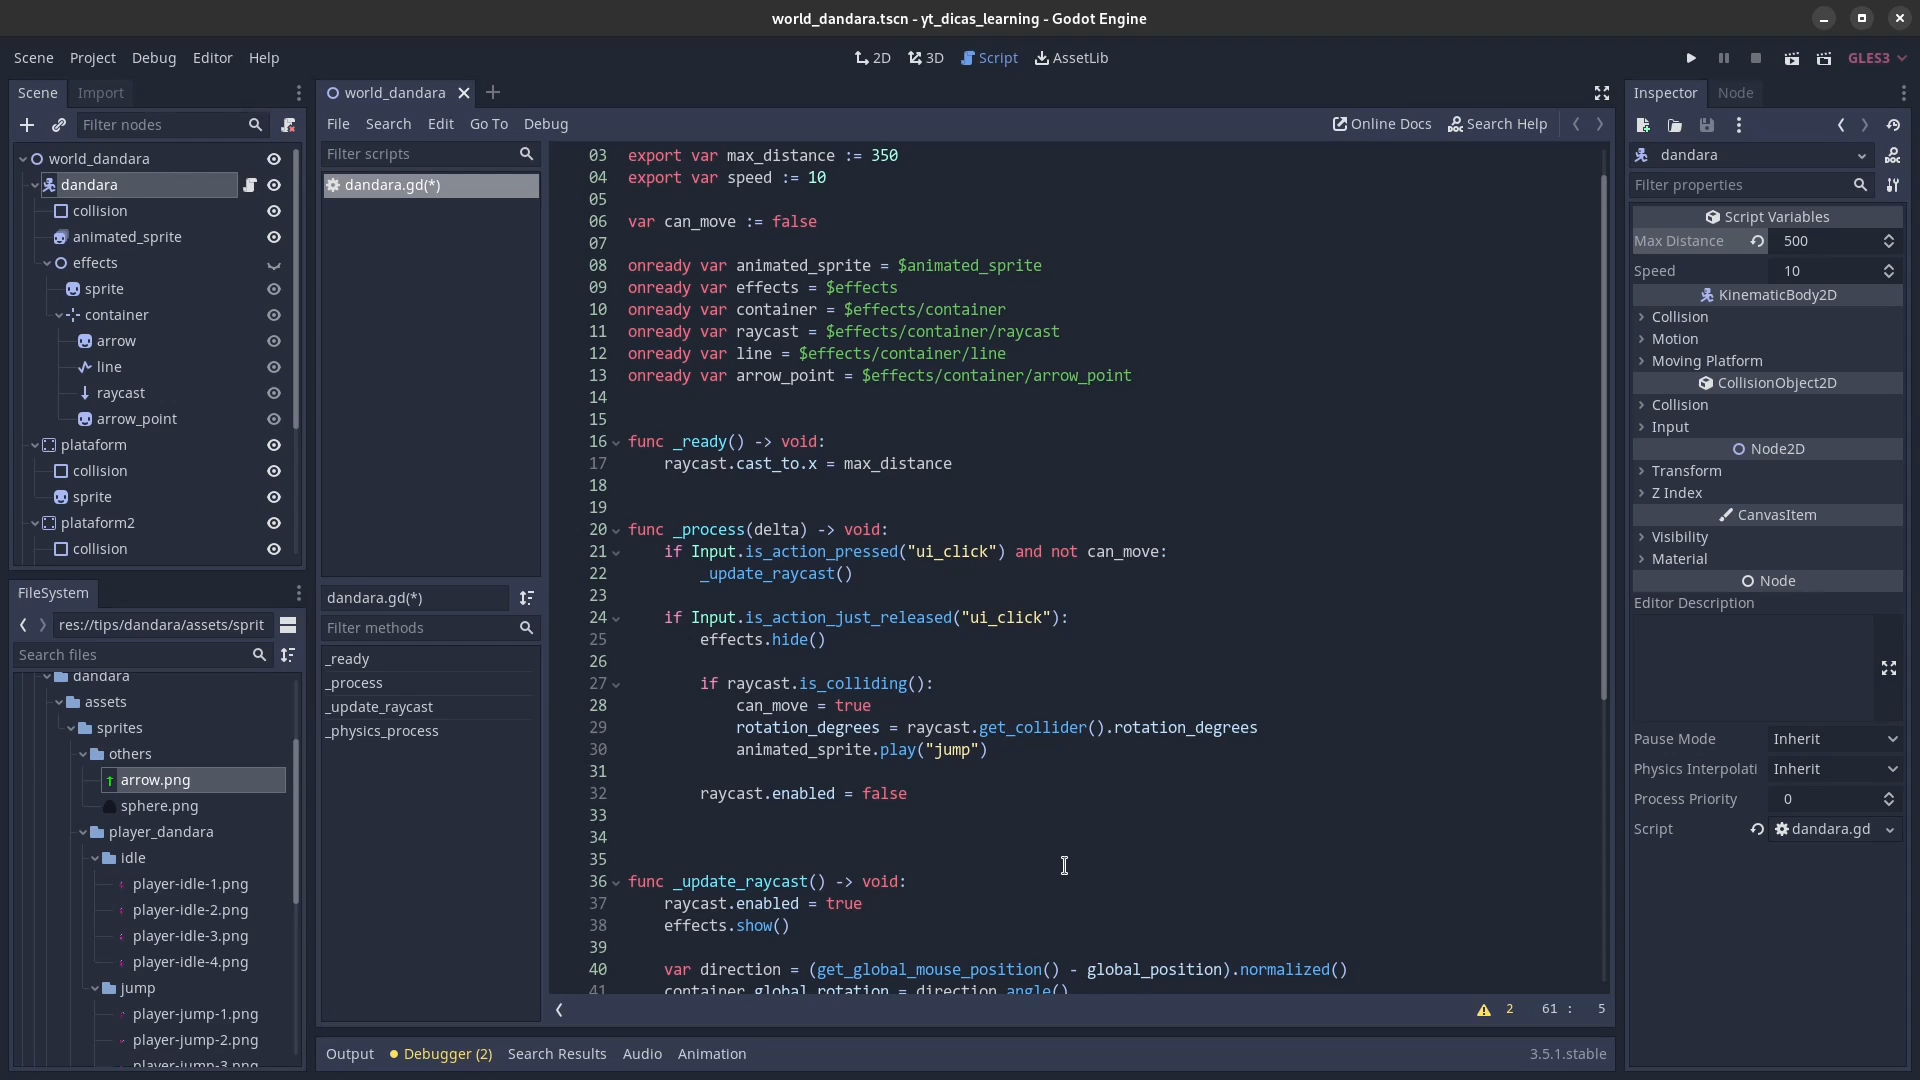 world_dandara.tscn - yt_dicas_learning - Godot Engine
Scene Project Debug Editor Help
2D 3D Script AssetLib
GLES3
Scene Import
Filter nodes
world_dandara
dandara
collision
animated_sprite
effects
sprite
container
arrow
line
raycast
arrow_point
plataform
collision
sprite
plataform2
collision
FileSystem
res://tips/dandara/assets/sprit
Search files
dandara
assets
sprites
others
arrow.png
sphere.png
player_dandara
idle
player-idle-1.png
player-idle-2.png
player-idle-3.png
player-idle-4.png
jump
player-jump-1.png
player-jump-2.png
player-jump-3.png
world_dandara
File Search Edit Go To Debug
Online Docs Search Help
Filter scripts
dandara.gd(*)
dandara.gd(*)
Filter methods
_ready
_process
_update_raycast
_physics_process
03 export var max_distance := 350
04 export var speed := 10
05
06 var can_move := false
07
08 onready var animated_sprite = $animated_sprite
09 onready var effects = $effects
10 onready var container = $effects/container
11 onready var raycast = $effects/container/raycast
12 onready var line = $effects/container/line
13 onready var arrow_point = $effects/container/arrow_point
14
15
16 func _ready() -> void:
17 raycast.cast_to.x = max_distance
18
19
20 func _process(delta) -> void:
21 if Input.is_action_pressed("ui_click") and not can_move:
22 _update_raycast()
23
24 if Input.is_action_just_released("ui_click"):
25 effects.hide()
26
27 if raycast.is_colliding():
28 can_move = true
29 rotation_degrees = raycast.get_collider().rotation_degrees
30 animated_sprite.play("jump")
31
32 raycast.enabled = false
33
34
35
36 func _update_raycast() -> void:
37 raycast.enabled = true
38 effects.show()
39
40 var direction = (get_global_mouse_position() - global_position).normalized()
41 container.global_rotation = direction.angle()
2 61 : 5
Output Debugger (2) Search Results Audio Animation
3.5.1.stable
Inspector Node
dandara
Filter properties
Script Variables
Max Distance 500
Speed 10
KinematicBody2D
Collision
Motion
Moving Platform
CollisionObject2D
Collision
Input
Node2D
Transform
Z Index
CanvasItem
Visibility
Material
Node
Editor Description
Pause Mode Inherit
Physics Interpolati Inherit
Process Priority 0
Script dandara.gd